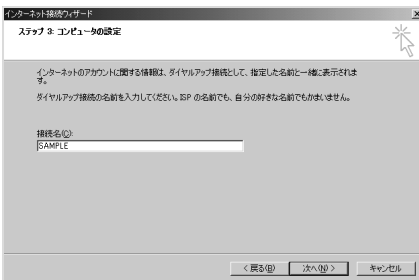 インターネット接続ウィザード
ステップ 3: コンピュータの設定
インターネットのアカウントに関する情報は、ダイヤルアップ接続として、指定した名前と一緒に表示されま
す。
ダイヤルアップ接続の名前を入力してください。ISP の名前でも、自分の好きな名前でもかまいません。
接続名(C):
SAMPLE
< 戻る(B)
次へ(N) >
キャンセル